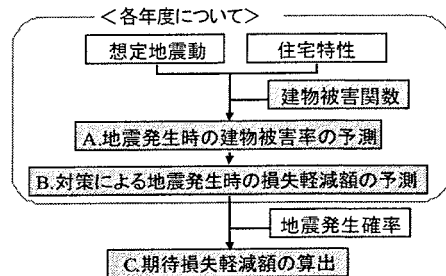 ＜各年度について＞
想定地震動
住宅特性
建物被害関数
A.地震発生時の建物被害率の予測
B.対策による地震発生時の損失軽減額の予測
地震発生確率
C.期待損失軽減額の算出